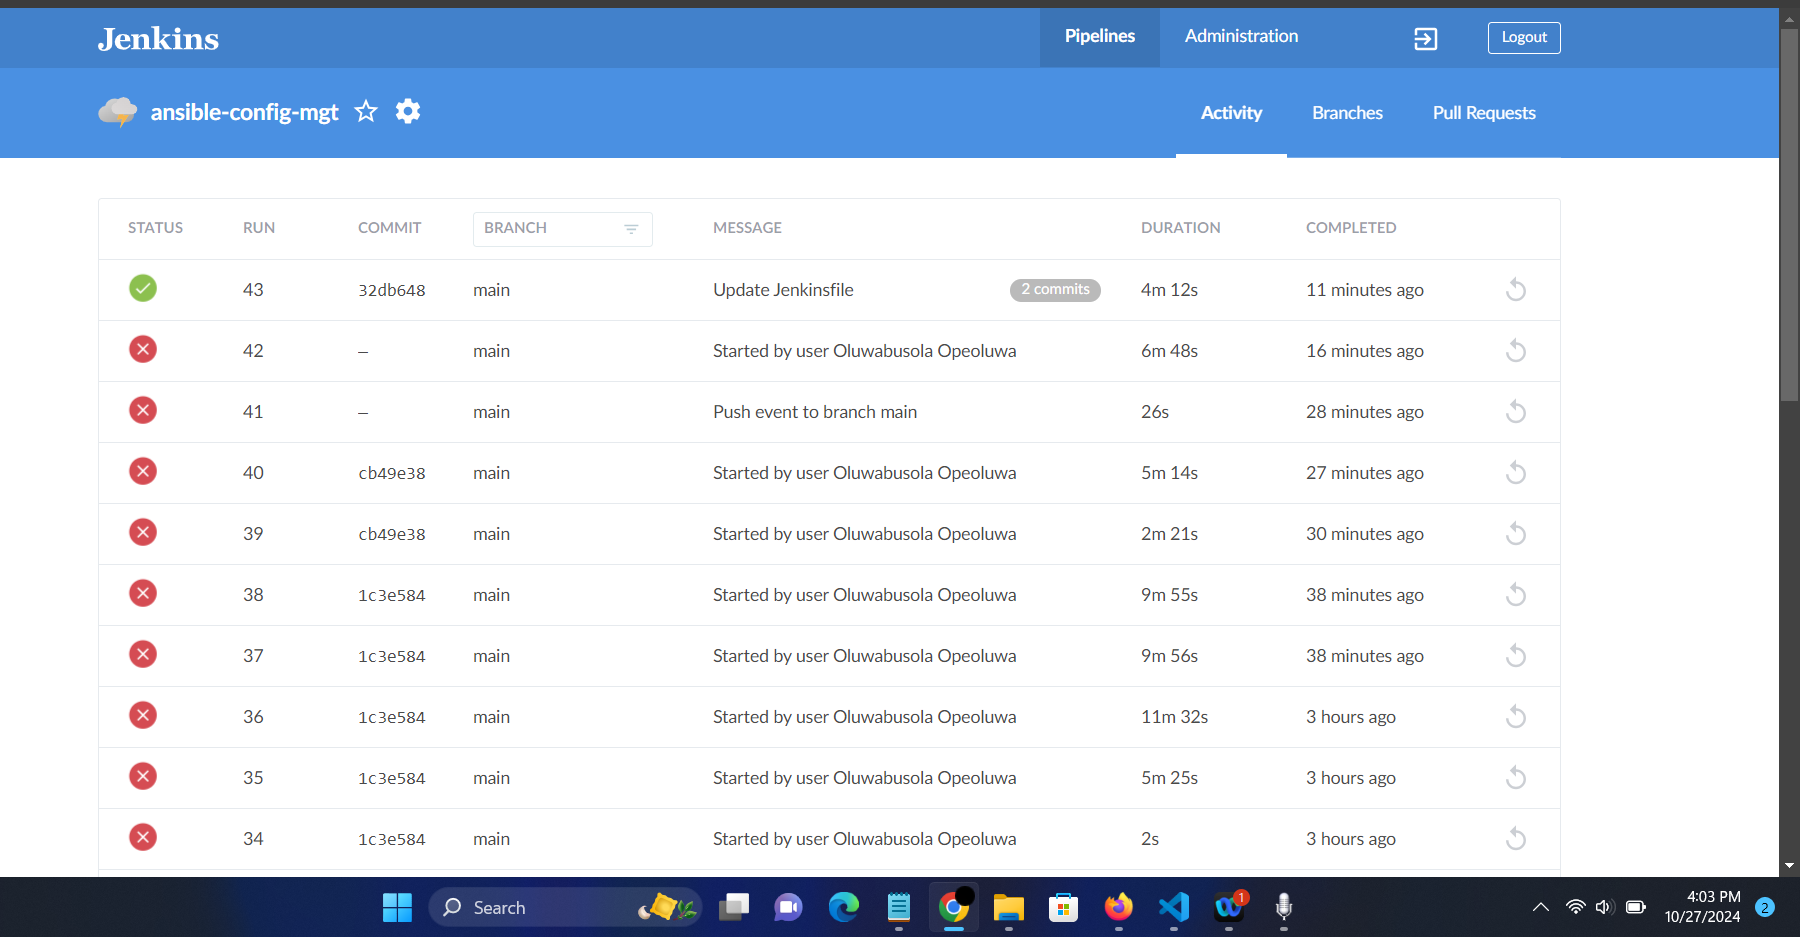 Jenkins Pipelines Administration Logout
ansible-config-mgt Activity Branches Pull Requests
STATUS RUN COMMIT BRANCH MESSAGE DURATION COMPLETED
43 32db648 main Update Jenkinsfile 2 commits 4m 12s 11 minutes ago
42 – main Started by user Oluwabusola Opeoluwa 6m 48s 16 minutes ago
41 – main Push event to branch main 26s 28 minutes ago
40 cb49e38 main Started by user Oluwabusola Opeoluwa 5m 14s 27 minutes ago
39 cb49e38 main Started by user Oluwabusola Opeoluwa 2m 21s 30 minutes ago
38 1c3e584 main Started by user Oluwabusola Opeoluwa 9m 55s 38 minutes ago
37 1c3e584 main Started by user Oluwabusola Opeoluwa 9m 56s 38 minutes ago
36 1c3e584 main Started by user Oluwabusola Opeoluwa 11m 32s 3 hours ago
35 1c3e584 main Started by user Oluwabusola Opeoluwa 5m 25s 3 hours ago
34 1c3e584 main Started by user Oluwabusola Opeoluwa 2s 3 hours ago
Search 1 4:03 PM
10/27/2024 2